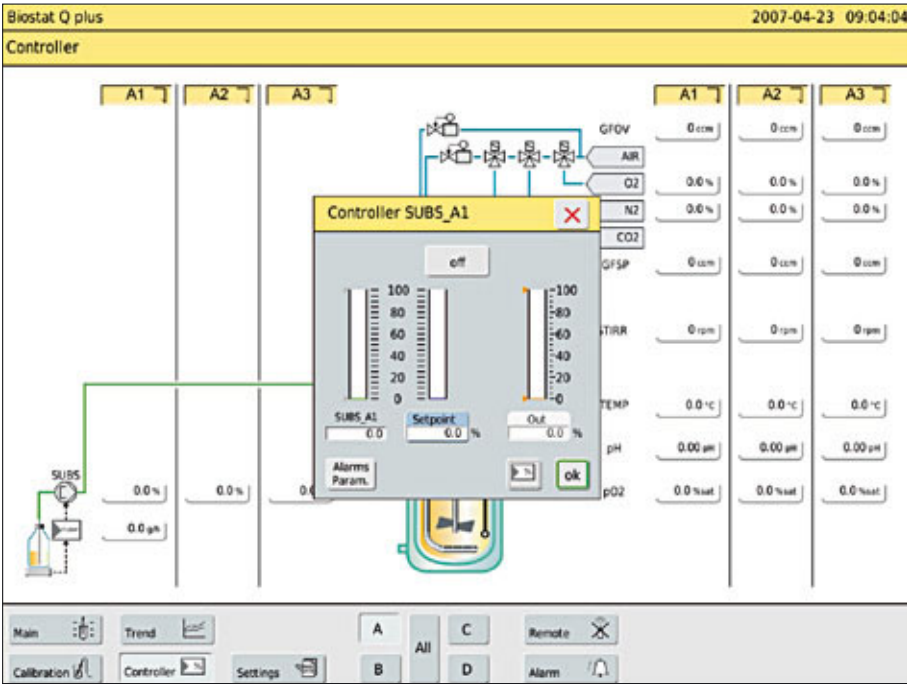 Biostat Q plus 2007-04-23 09:04:04
Controller
A1 A2 A3 A1 A2 A3
GFOV 0 ccm 0 ccm 0 ccm
AIR
O2 0.0 % 0.0 % 0.0 %
N2 0.0 % 0.0 % 0.0 %
CO2
GFSP 0 ccm 0 ccm 0 ccm
STIRR 0 rpm 0 rpm 0 rpm
TEMP 0.0 °C 0.0 °C 0.0 °C
pH 0.00 pH 0.00 pH 0.00 pH
pO2 0.0 %sat 0.0 %sat 0.0 %sat
Controller SUBS_A1
off
100 100
80 80
60 60
40 40
20 20
0 0
SUBS_A1 Setpoint Out
0.0 0.0 % 0.0 %
Alarms
Param.
ok
SUBS
0.0 % 0.0 %
0.0 g/h
Main Trend A All C Remote
Calibration Controller Settings B D Alarm